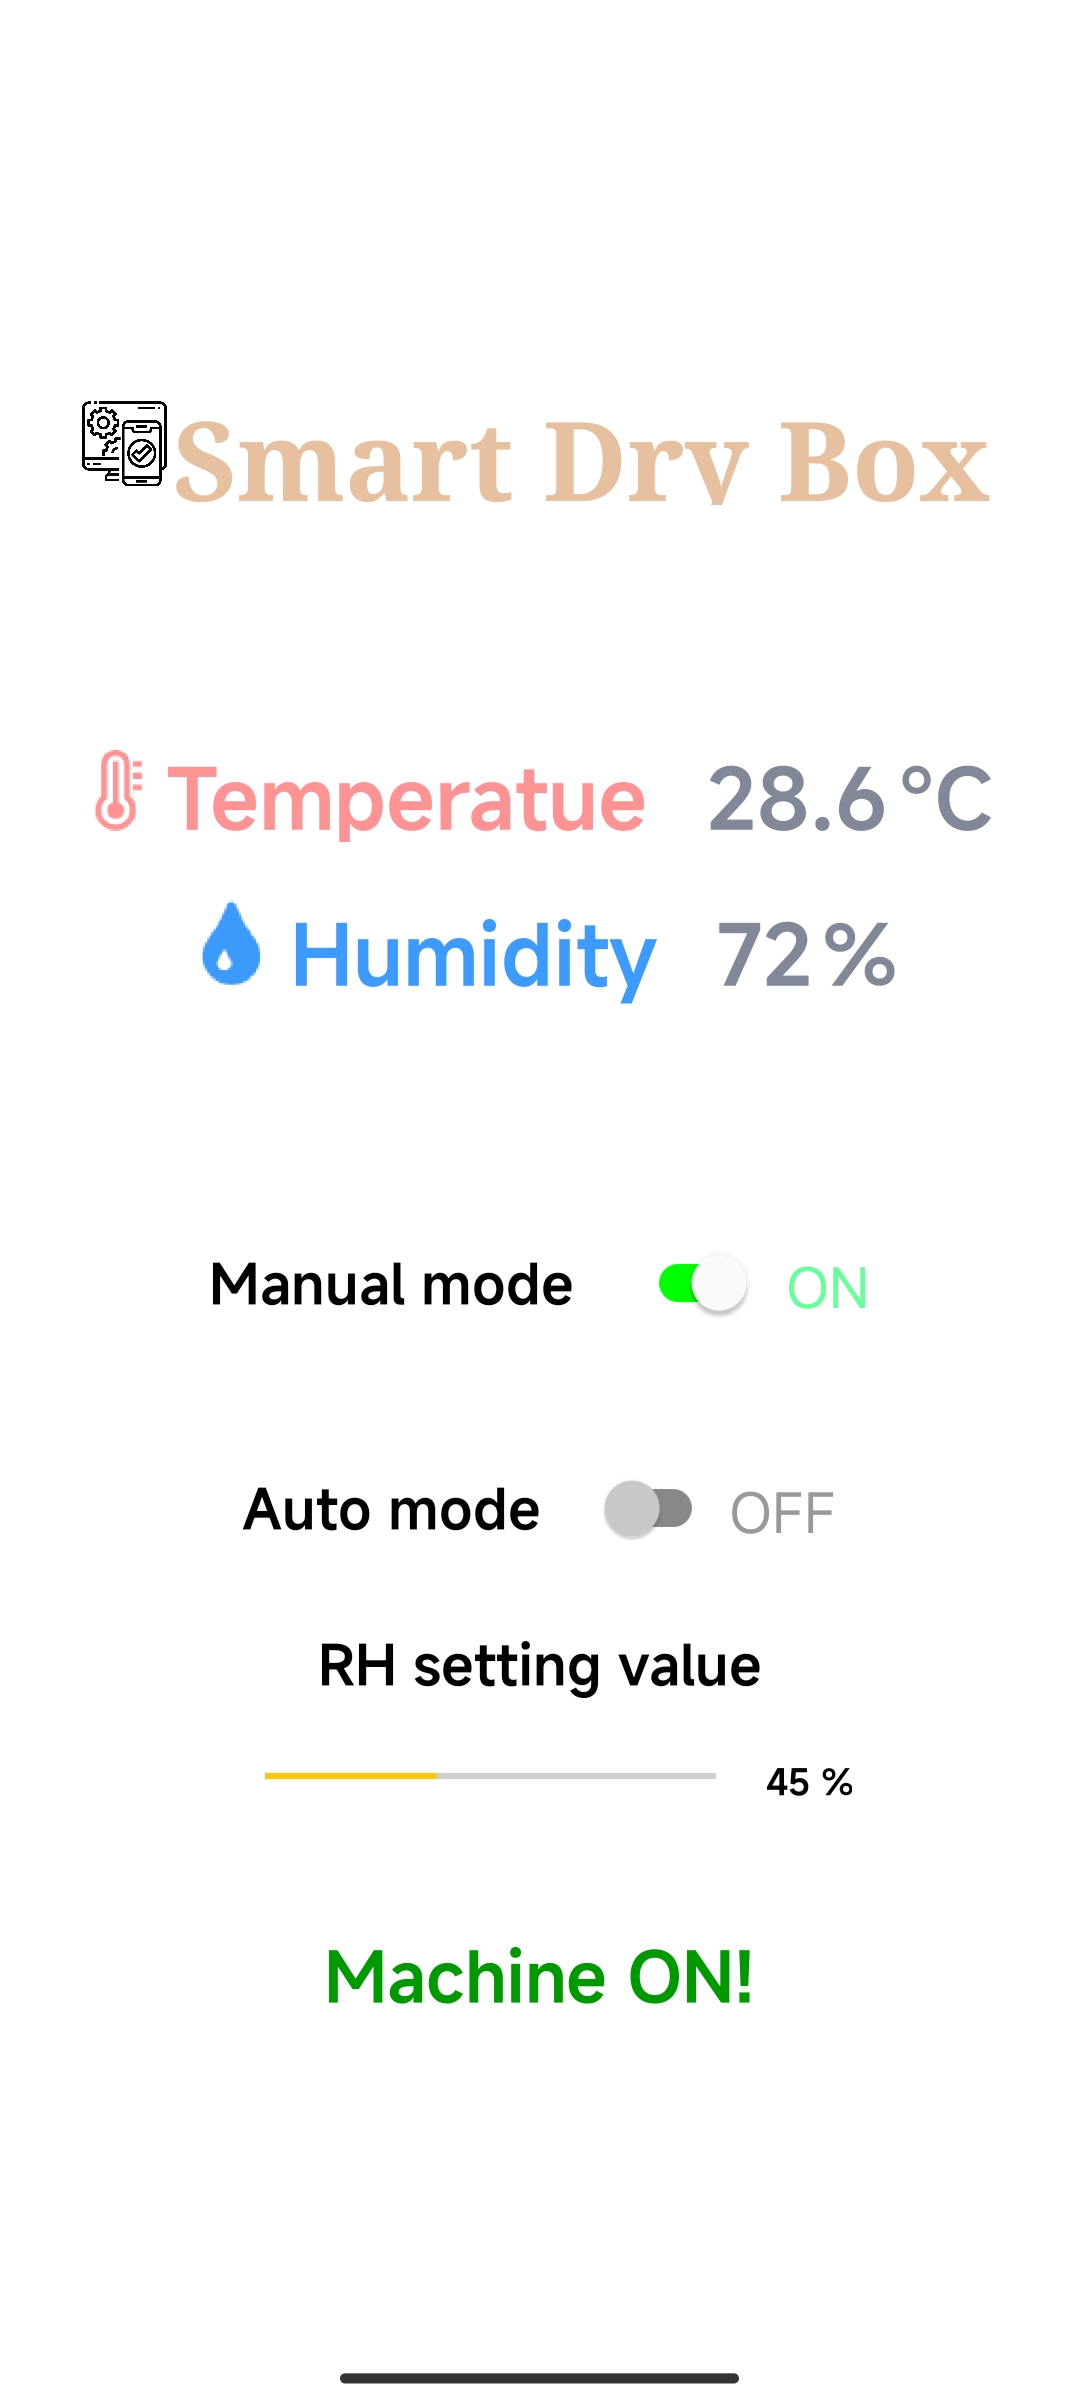 Smart Dry Box
Temperatue 28.6 °C
Humidity 72 %
Manual mode ON
Auto mode OFF
RH setting value
45 %
Machine ON!